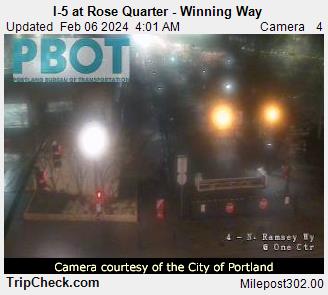 I-5 at Rose Quarter - Winning Way
Updated Feb 06 2024 4:01 AM Camera 4
PBOT
PORTLAND BUREAU OF TRANSPORTATION
4 - N. Ramsey Wy
@ One Ctr
Camera courtesy of the City of Portland
TripCheck.com Milepost302.00